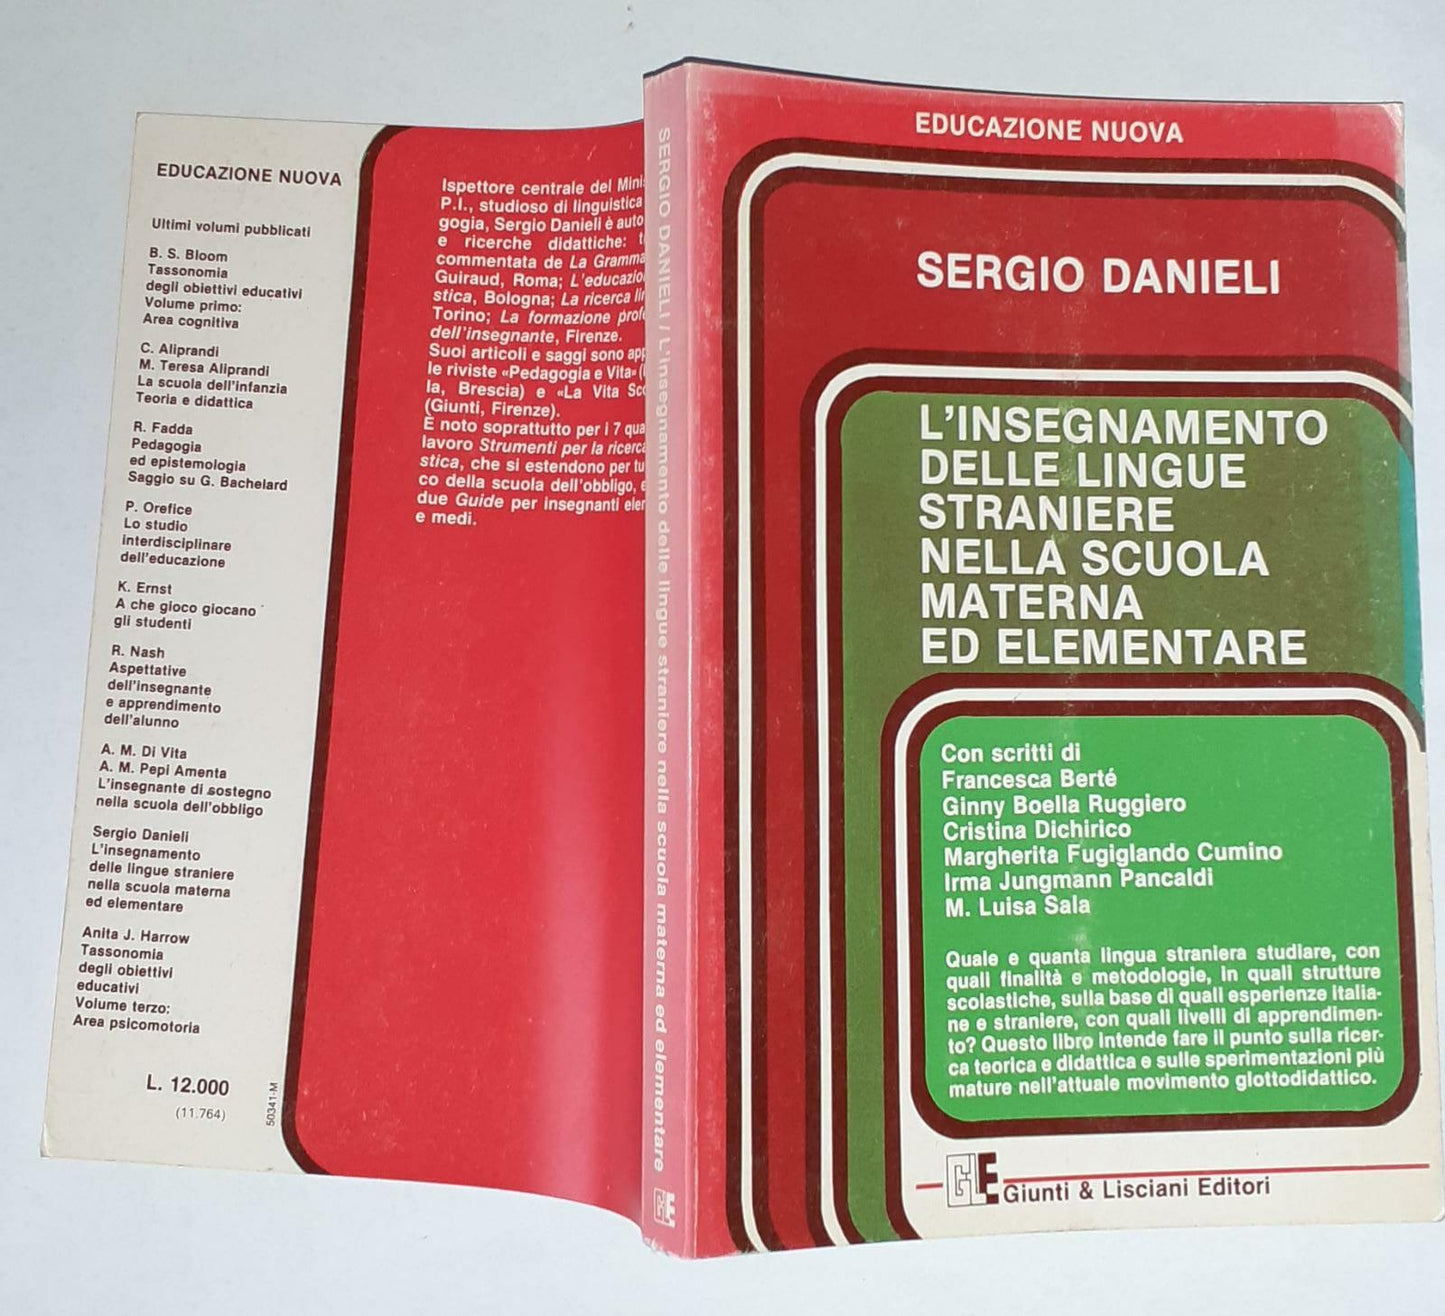 EDUCAZIONE NUOVA
Ultimi volumi pubblicati
B. S. Bloom
Tassonomia
degli obiettivi educativi
Volume primo:
Area cognitiva
C. Aliprandi
M. Teresa Aliprandi
La scuola dell'infanzia
Teoria e didattica
R. Fadda
Pedagogia
ed epistemologia
Saggio su G. Bachelard
P. Orefice
Lo studio
interdisciplinare
dell'educazione
K. Ernst
A che gioco giocano
gli studenti
R. Nash
Aspettative
dell'insegnante
e apprendimento
dell'alunno
A. M. Di Vita
A. M. Pepi Amenta
L'insegnante di sostegno
nella scuola dell'obbligo
Sergio Danieli
L'insegnamento
delle lingue straniere
nella scuola materna
ed elementare
Anita J. Harrow
Tassonomia
degli obiettivi
educativi
Volume terzo:
Area psicomotoria
L. 12.000
(11.764)
50341-M
Ispettore centrale del
P.I., studioso di linguistica
gogia, Sergio Danieli è
e ricerche didattiche:
commentata de La
Guiraud, Roma;
stica, Bologna; La ricerca
Torino; La formazione
dell'insegnante, Firenze.
Suoi articoli e saggi sono
le riviste «Pedagogia e Vita»
la, Brescia) e «La Vita
(Giunti, Firenze).
È noto soprattutto per i 7
lavoro Strumenti per la
stica, che si estendono per
co della scuola dell'obbligo,
due Guide per insegnanti
e medi.
SERGIO DANIELI / L'insegnamento delle lingue straniere nella scuola materna ed elementare
EDUCAZIONE NUOVA
SERGIO DANIELI
L'INSEGNAMENTO
DELLE LINGUE
STRANIERE
NELLA SCUOLA
MATERNA
ED ELEMENTARE
Con scritti di
Francesca Berté
Ginny Boella Ruggiero
Cristina Dichirico
Margherita Fugiglando Cumino
Irma Jungmann Pancaldi
M. Luisa Sala
Quale e quanta lingua straniera studiare, con
quali finalità e metodologie, in quali strutture
scolastiche, sulla base di quali esperienze italia-
ne e straniere, con quali livelli di apprendimen-
to? Questo libro intende fare il punto sulla ricer-
ca teorica e didattica e sulle sperimentazioni più
mature nell'attuale movimento glottodidattico.
GLE
Giunti & Lisciani Editori